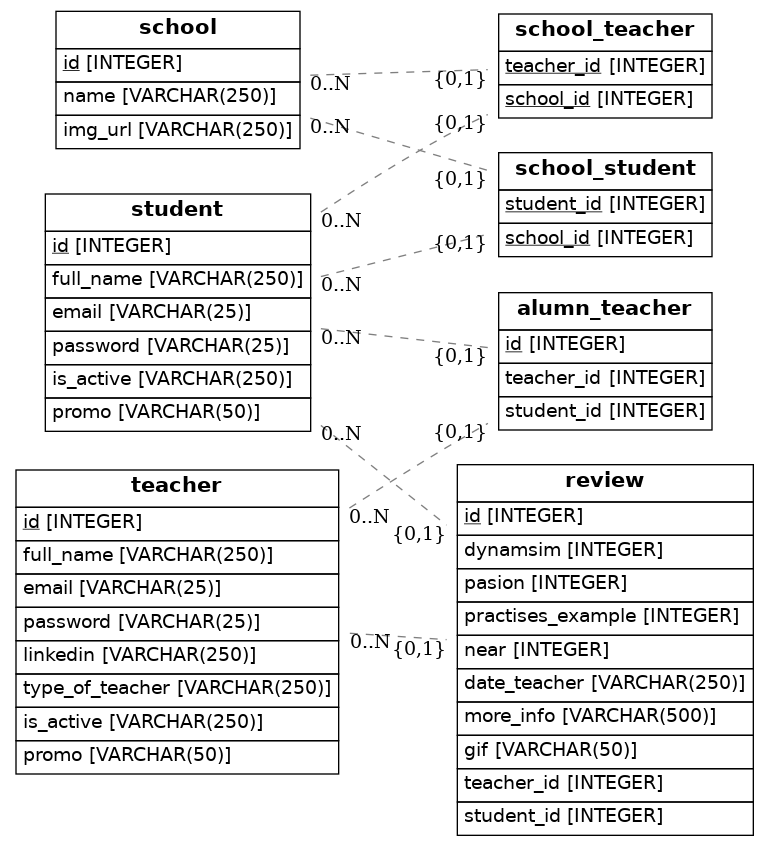 school
id [INTEGER]
name [VARCHAR(250)]
img_url [VARCHAR(250)]
student
id [INTEGER]
full_name [VARCHAR(250)]
email [VARCHAR(25)]
password [VARCHAR(25)]
is_active [VARCHAR(250)]
promo [VARCHAR(50)]
teacher
id [INTEGER]
full_name [VARCHAR(250)]
email [VARCHAR(25)]
password [VARCHAR(25)]
linkedin [VARCHAR(250)]
type_of_teacher [VARCHAR(250)]
is_active [VARCHAR(250)]
promo [VARCHAR(50)]
0..N
{0,1}
0..N
{0,1}
{0,1}
0..N
0..N
{0,1}
0..N
{0,1}
0..N
{0,1}
0..N
{0,1}
0..N
{0,1}
school_teacher
teacher_id [INTEGER]
school_id [INTEGER]
school_student
student_id [INTEGER]
school_id [INTEGER]
alumn_teacher
id [INTEGER]
teacher_id [INTEGER]
student_id [INTEGER]
review
id [INTEGER]
dynamsim [INTEGER]
pasion [INTEGER]
practises_example [INTEGER]
near [INTEGER]
date_teacher [VARCHAR(250)]
more_info [VARCHAR(500)]
gif [VARCHAR(50)]
teacher_id [INTEGER]
student_id [INTEGER]